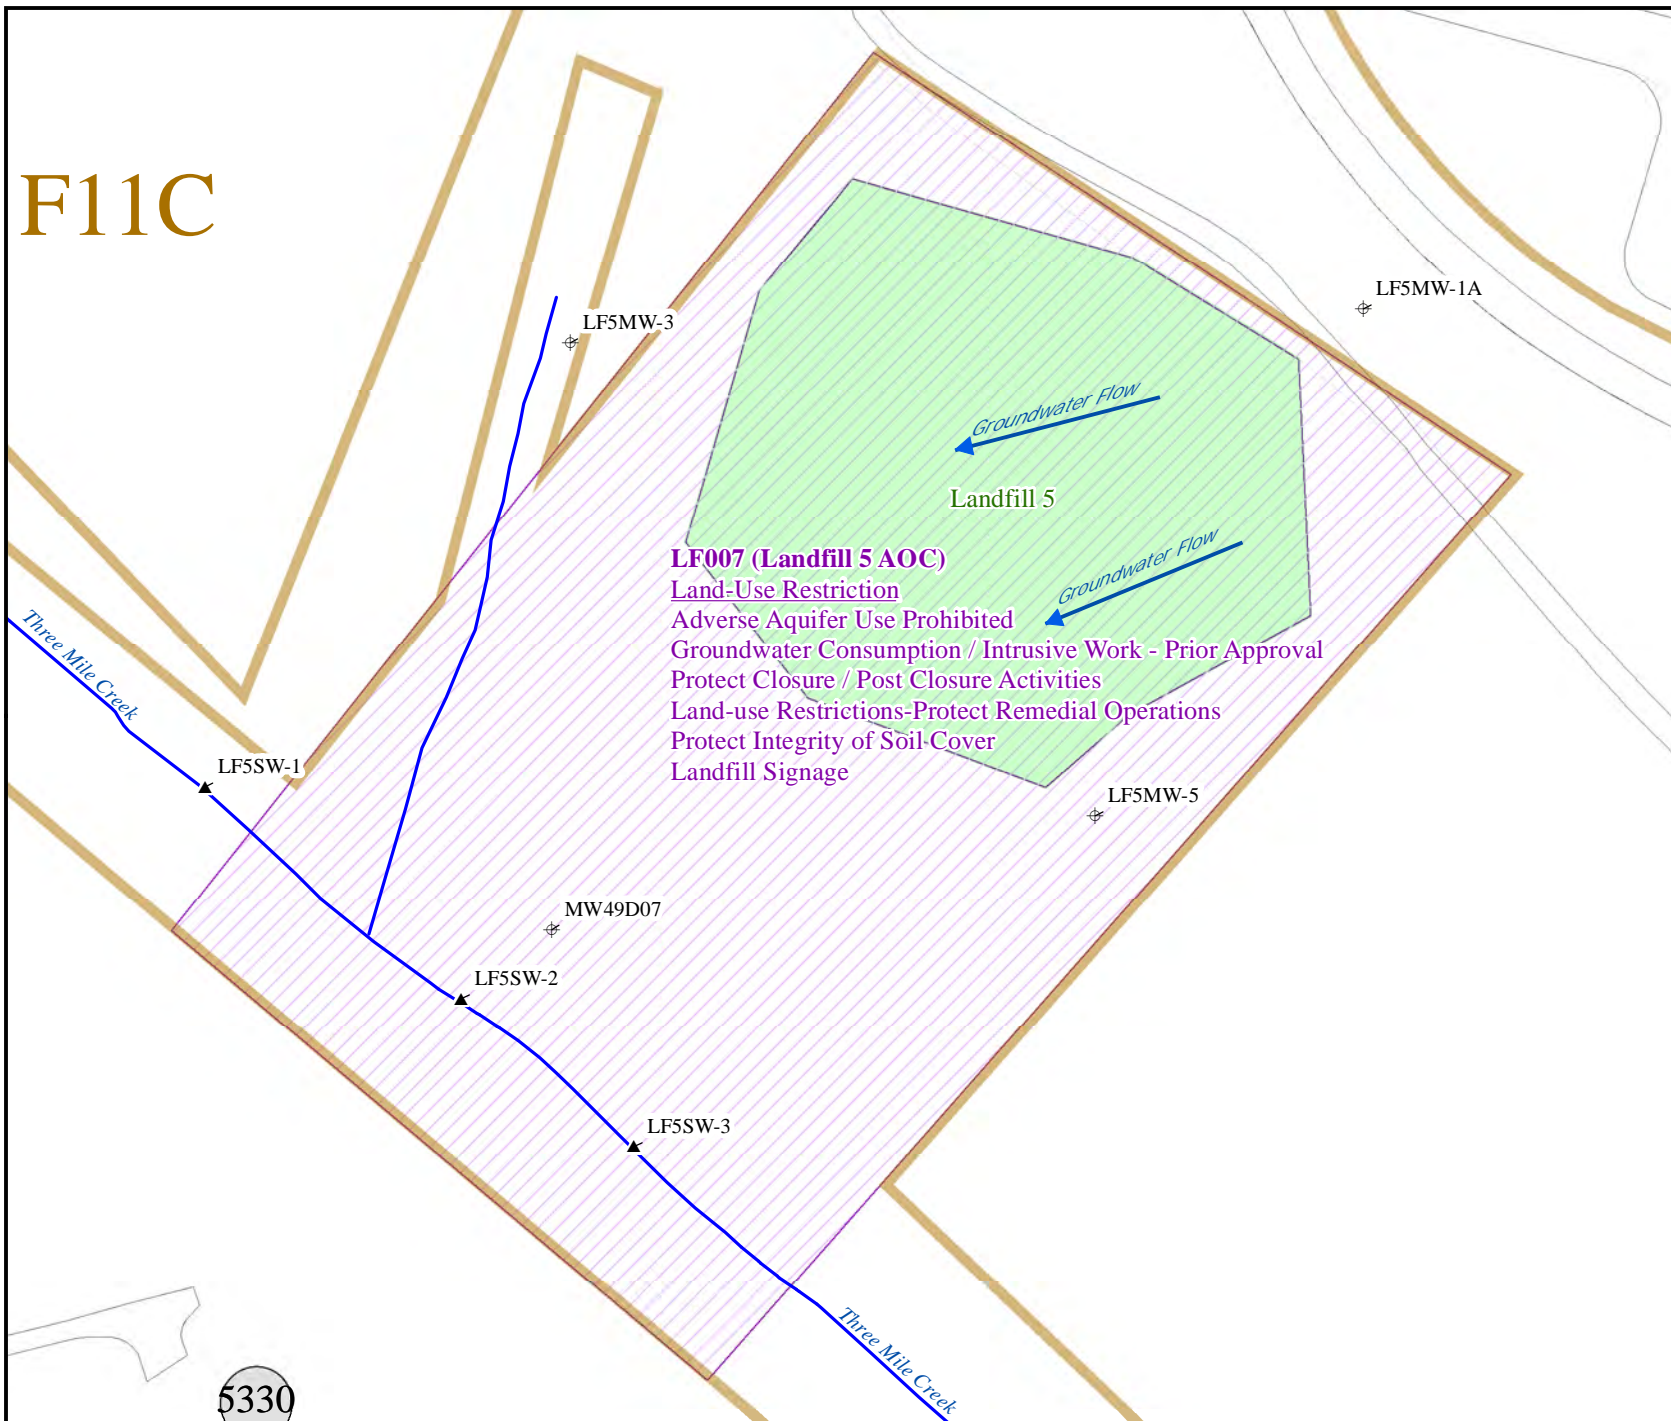 F11C
LF5MW-1A
LF5MW-3
Groundwater Flow
Landfill 5
Groundwater Flow
LF007 (Landfill 5 AOC)
Land-Use Restriction
Adverse Aquifer Use Prohibited
Groundwater Consumption / Intrusive Work - Prior Approval
Protect Closure / Post Closure Activities
Land-use Restrictions-Protect Remedial Operations
Protect Integrity of Soil Cover
Landfill Signage
Three Mile Creek
LF5SW-1
LF5MW-5
MW49D07
LF5SW-2
LF5SW-3
Three Mile Creek
5330